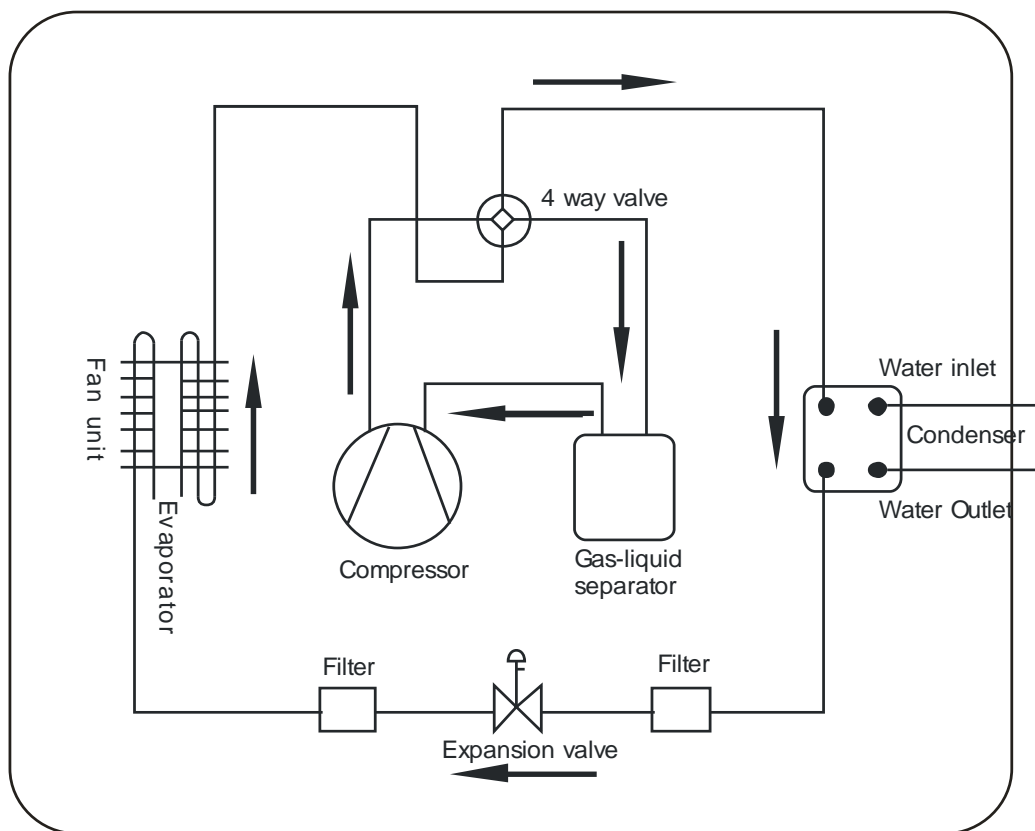 4 way valve
Water inlet
Fan unit
Condenser
Evaporator
Water Outlet
Compressor
Gas-liquid
separator
Filter
Filter
Expansion valve